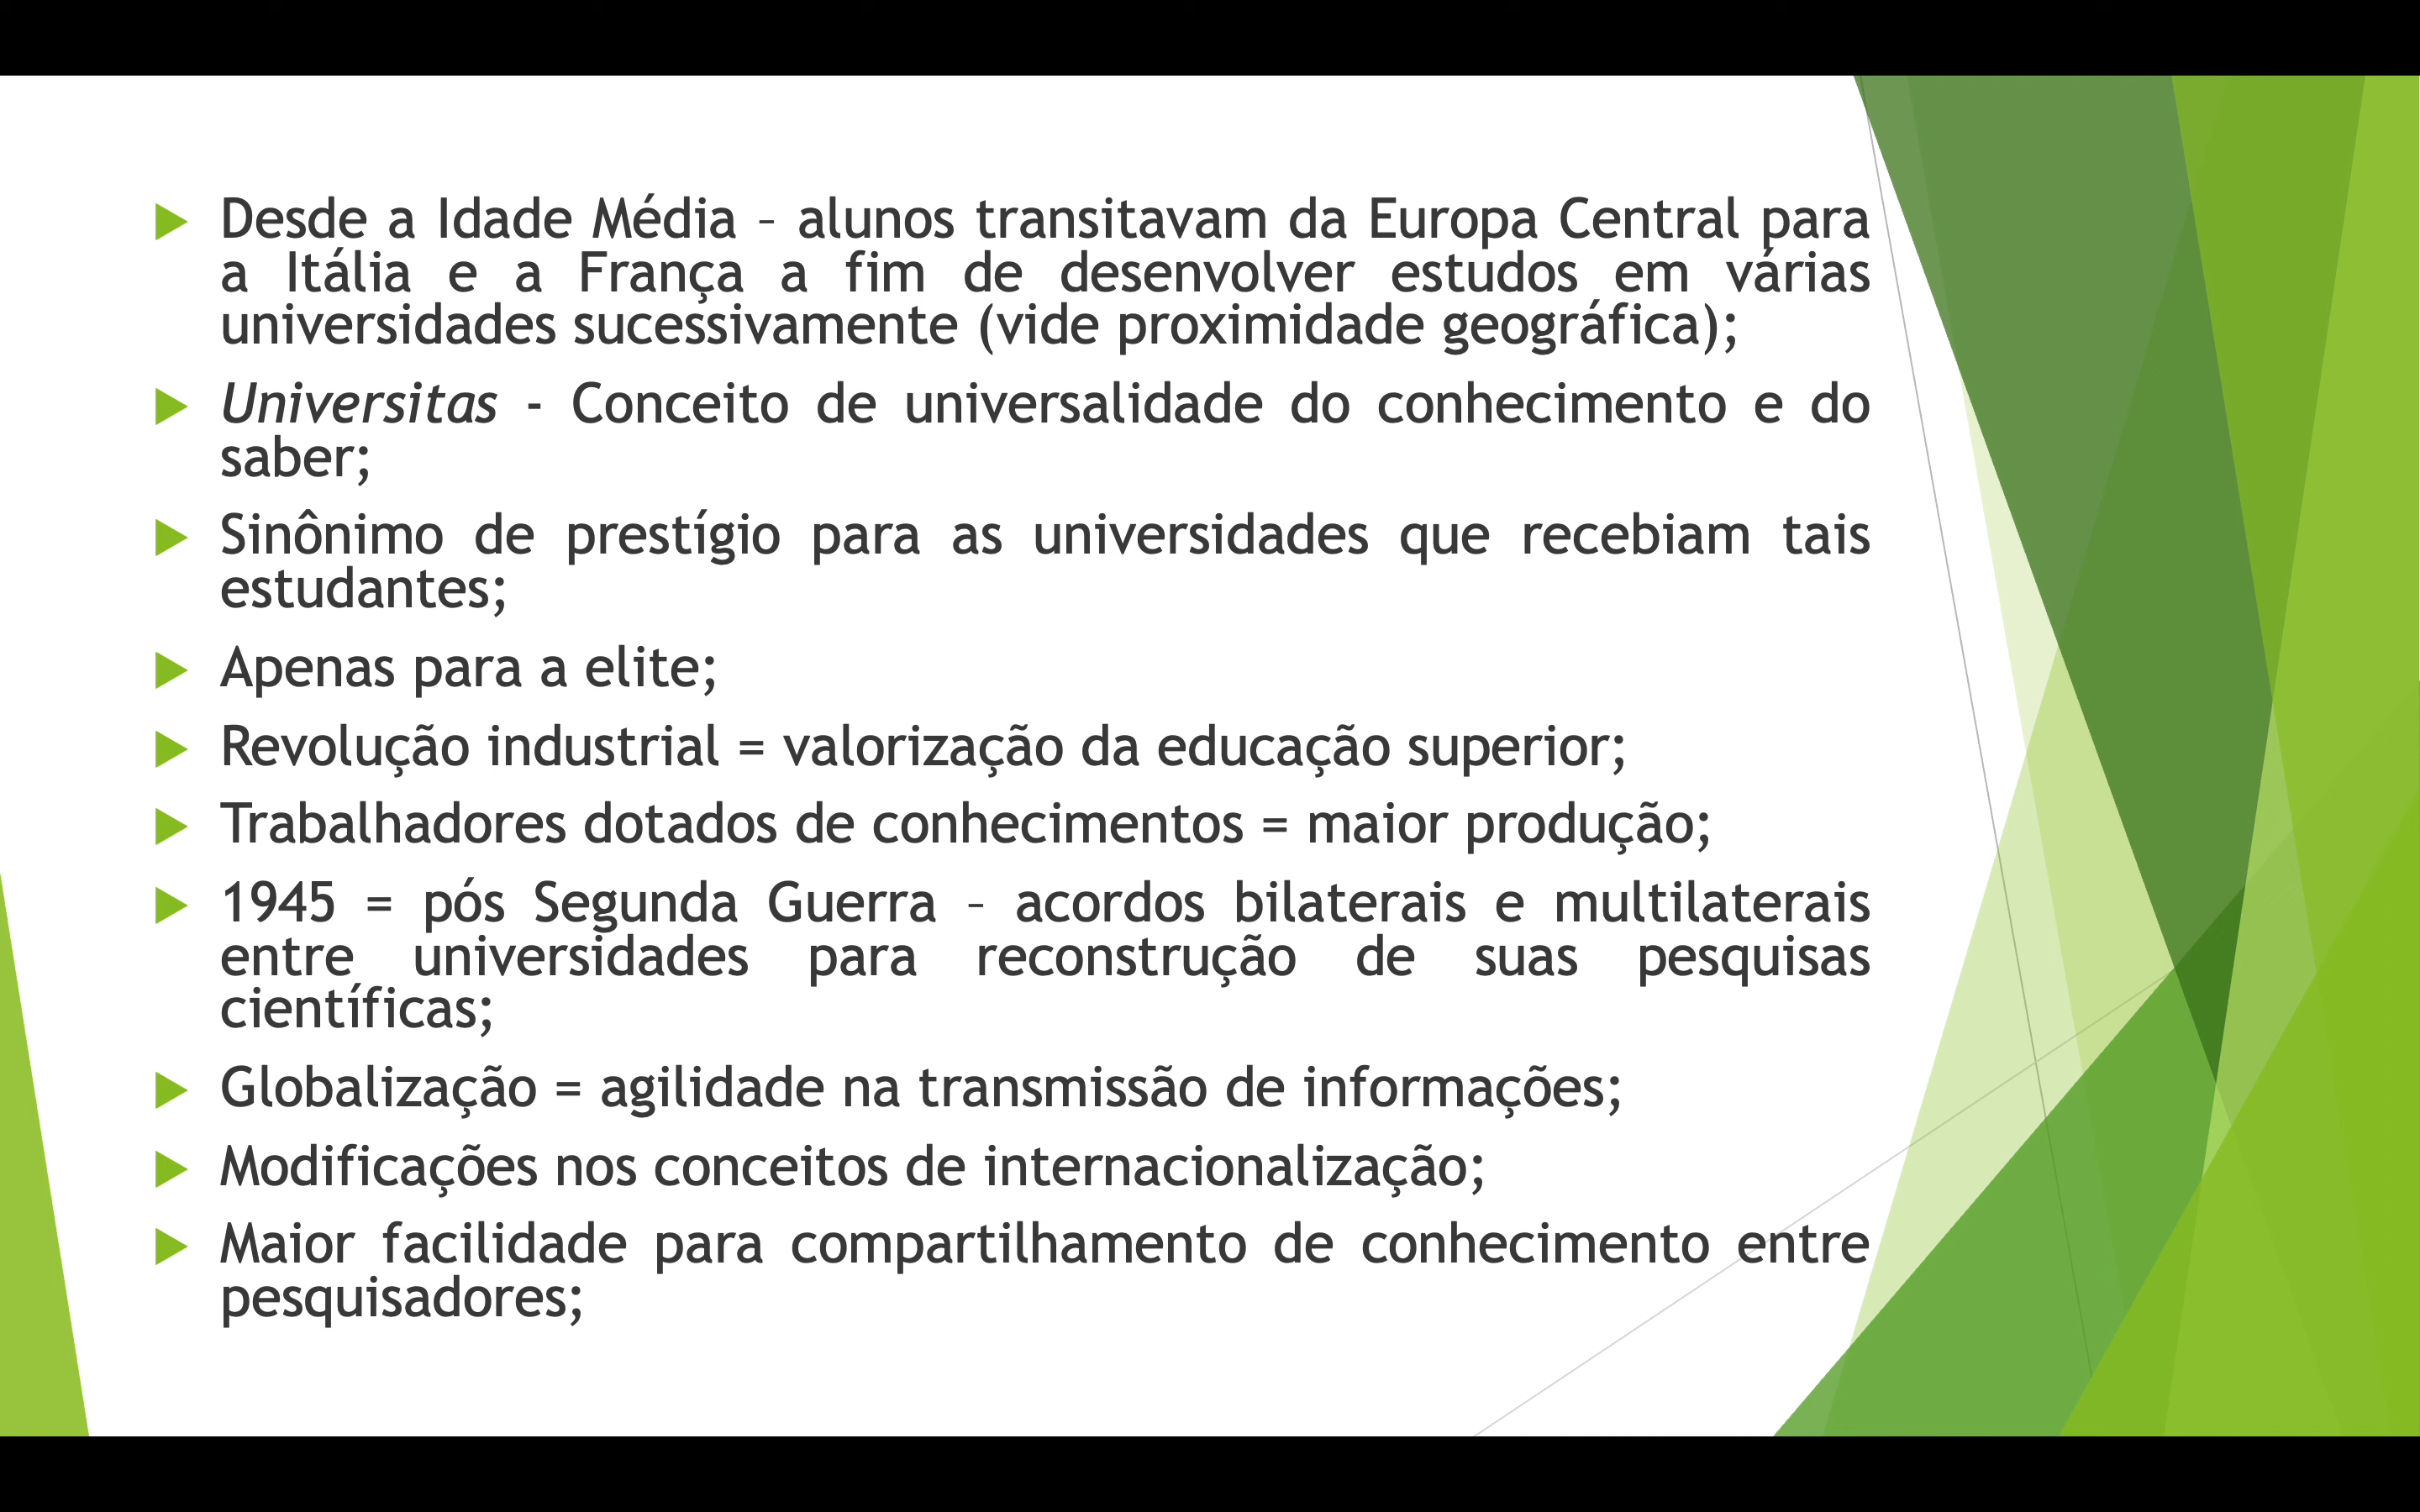 Desde a Idade Média – alunos transitavam da Europa Central para
a Itália e a França a fim de desenvolver estudos em várias
universidades sucessivamente (vide proximidade geográfica);
Universitas - Conceito de universalidade do conhecimento e do
saber;
Sinônimo de prestígio para as universidades que recebiam tais
estudantes;
Apenas para a elite;
Revolução industrial = valorização da educação superior;
Trabalhadores dotados de conhecimentos = maior produção;
1945 = pós Segunda Guerra – acordos bilaterais e multilaterais
entre universidades para reconstrução de suas pesquisas
científicas;
Globalização = agilidade na transmissão de informações;
Modificações nos conceitos de internacionalização;
Maior facilidade para compartilhamento de conhecimento entre
pesquisadores;